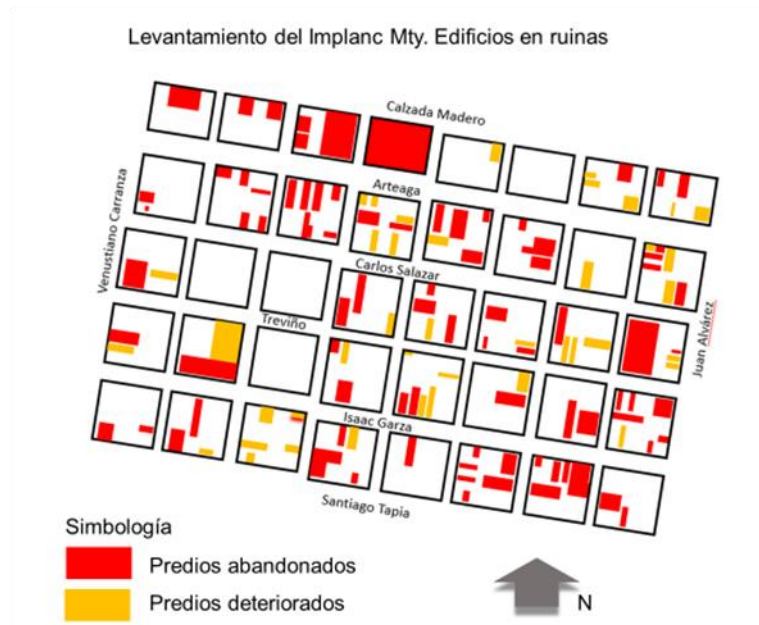 Levantamiento del Implanc Mty. Edificios en ruinas
Calzada Madero
Arteaga
Venustiano Carranza
Carlos Salazar
Treviño
Juan Alvárez
Isaac Garza
Santiago Tapia
Simbología
Predios abandonados
Predios deteriorados
N